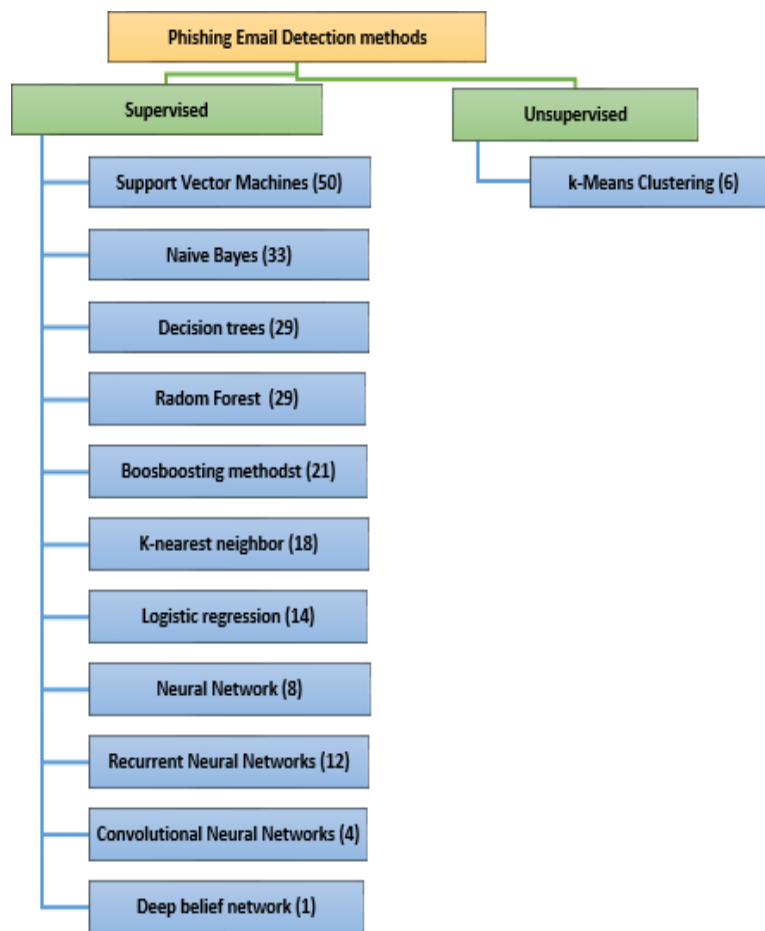 Phishing Email Detection methods
Supervised
Unsupervised
Support Vector Machines (50)
k-Means Clustering (6)
Naive Bayes (33)
Decision trees (29)
Radom Forest (29)
Boosboosting methodst (21)
K-nearest neighbor (18)
Logistic regression (14)
Neural Network (8)
Recurrent Neural Networks (12)
Convolutional Neural Networks (4)
Deep belief network (1)